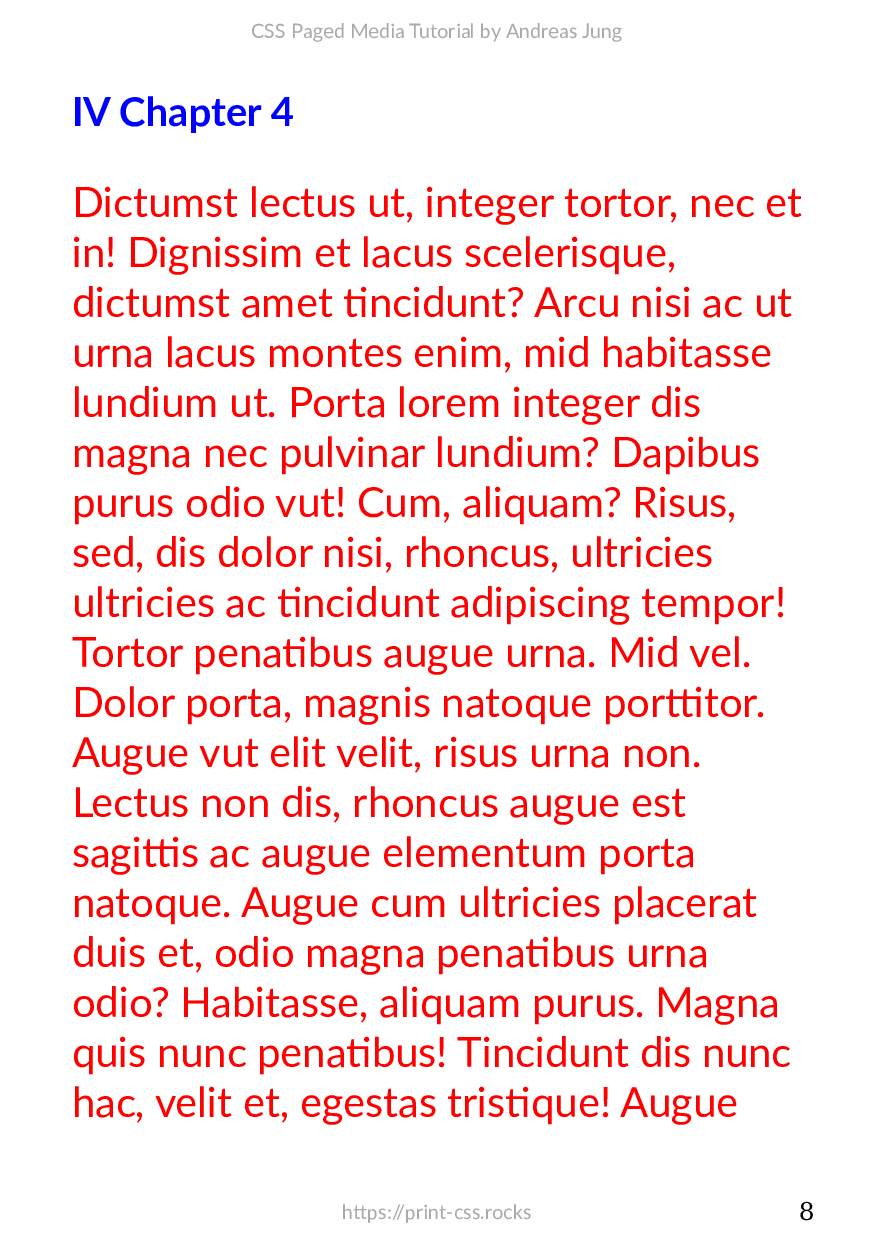 CSS Paged Media Tutorial by Andreas Jung
IV Chapter 4
Dictumst lectus ut, integer tortor, nec et
in! Dignissim et lacus scelerisque,
dictumst amet tincidunt? Arcu nisi ac ut
urna lacus montes enim, mid habitasse
lundium ut. Porta lorem integer dis
magna nec pulvinar lundium? Dapibus
purus odio vut! Cum, aliquam? Risus,
sed, dis dolor nisi, rhoncus, ultricies
ultricies ac tincidunt adipiscing tempor!
Tortor penatibus augue urna. Mid vel.
Dolor porta, magnis natoque porttitor.
Augue vut elit velit, risus urna non.
Lectus non dis, rhoncus augue est
sagittis ac augue elementum porta
natoque. Augue cum ultricies placerat
duis et, odio magna penatibus urna
odio? Habitasse, aliquam purus. Magna
quis nunc penatibus! Tincidunt dis nunc
hac, velit et, egestas tristique! Augue
https://print-css.rocks
8